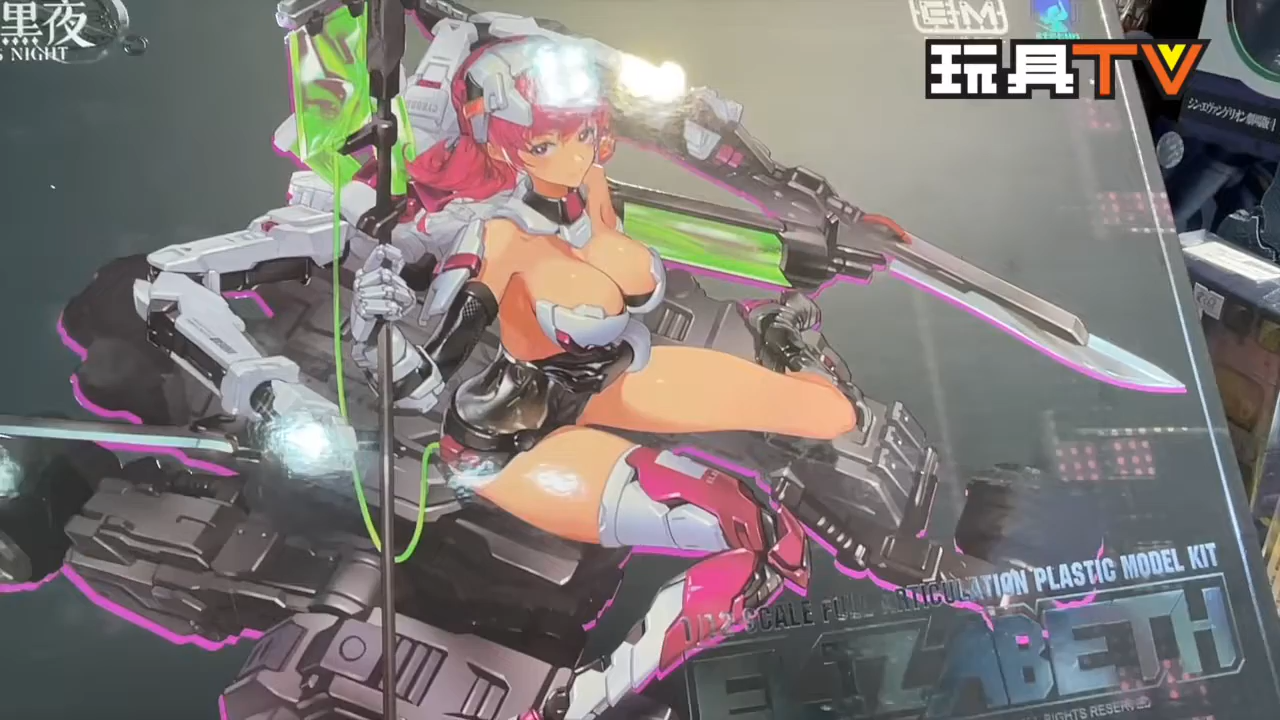 黑夜
NIGHT
EM
玩具TV
シン・エヴァンゲリオン劇場版
1/12 SCALE FULL ARTICULATION PLASTIC MODEL KIT
ELIZABETH
RIGHTS RESERVED